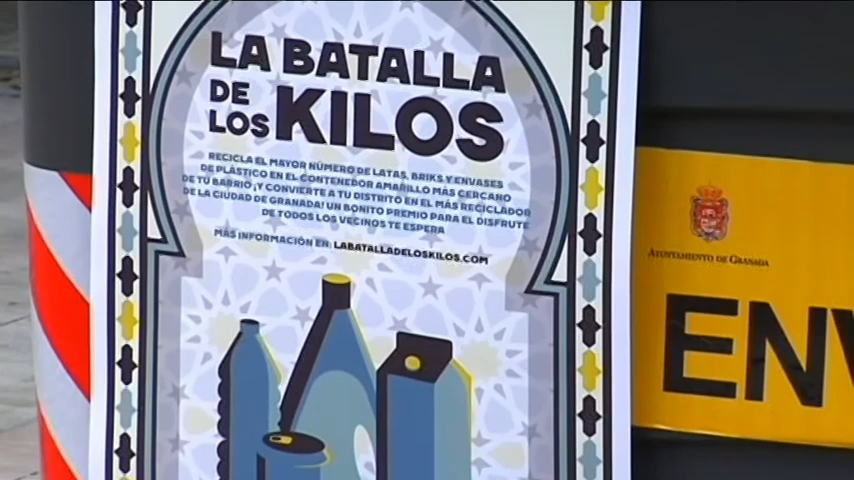 LA BATALLA
DE
LOS KILOS
RECICLA EL MAYOR NÚMERO DE LATAS, BRIKS Y ENVASES
DE PLÁSTICO EN EL CONTENEDOR AMARILLO MÁS CERCANO
DE TU BARRIO ¡Y CONVIERTE A TU DISTRITO EN EL MÁS RECICLADOR
DE LA CIUDAD DE GRANADA! UN BONITO PREMIO PARA EL DISFRUTE
DE TODOS LOS VECINOS TE ESPERA
MÁS INFORMACIÓN EN: LABATALLADELOSKILOS.COM
AYUNTAMIENTO DE GRANADA
ENV